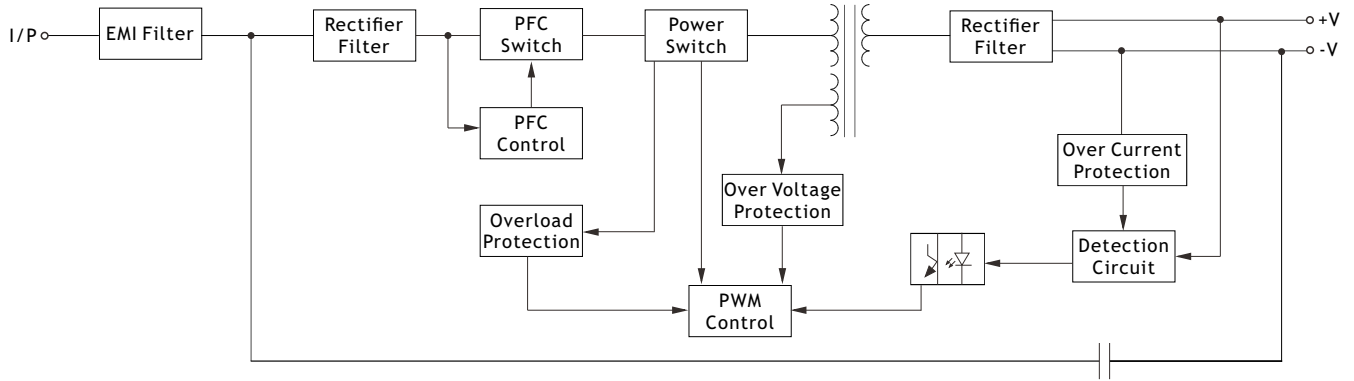 I/P
EMI Filter
Rectifier
Filter
PFC
Switch
Power
Switch
Rectifier
Filter
+V
-V
PFC
Control
Over Current
Protection
Over Voltage
Protection
Overload
Protection
Detection
Circuit
PWM
Control